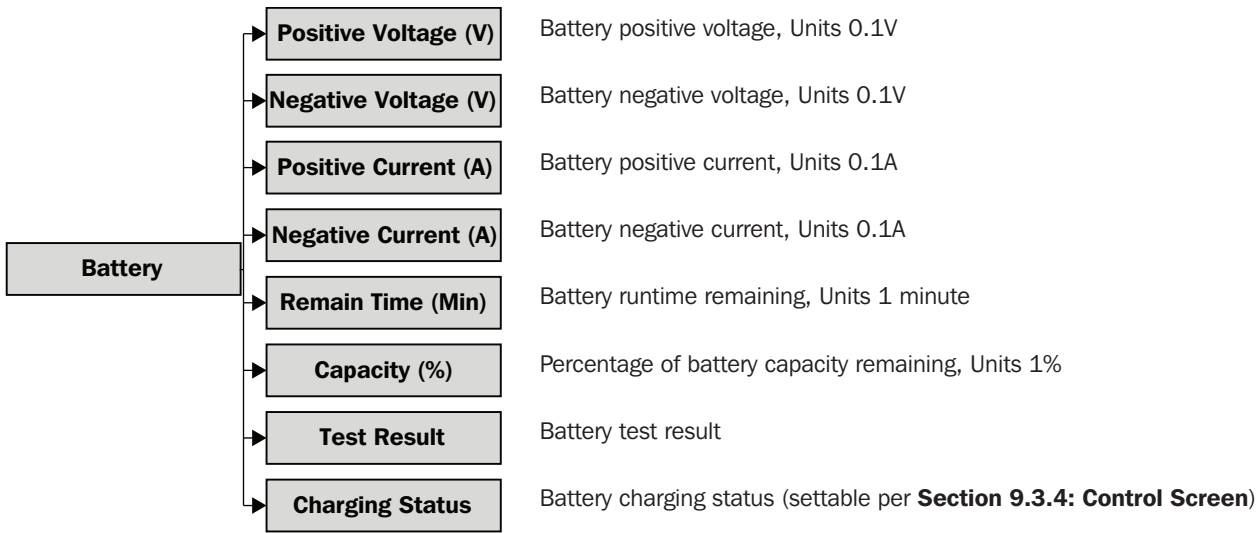 Positive Voltage (V) Battery positive voltage, Units 0.1V
Negative Voltage (V) Battery negative voltage, Units 0.1V
Positive Current (A) Battery positive current, Units 0.1A
Negative Current (A) Battery negative current, Units 0.1A
Battery
Remain Time (Min) Battery runtime remaining, Units 1 minute
Capacity (%) Percentage of battery capacity remaining, Units 1%
Test Result Battery test result
Charging Status Battery charging status (settable per Section 9.3.4: Control Screen)